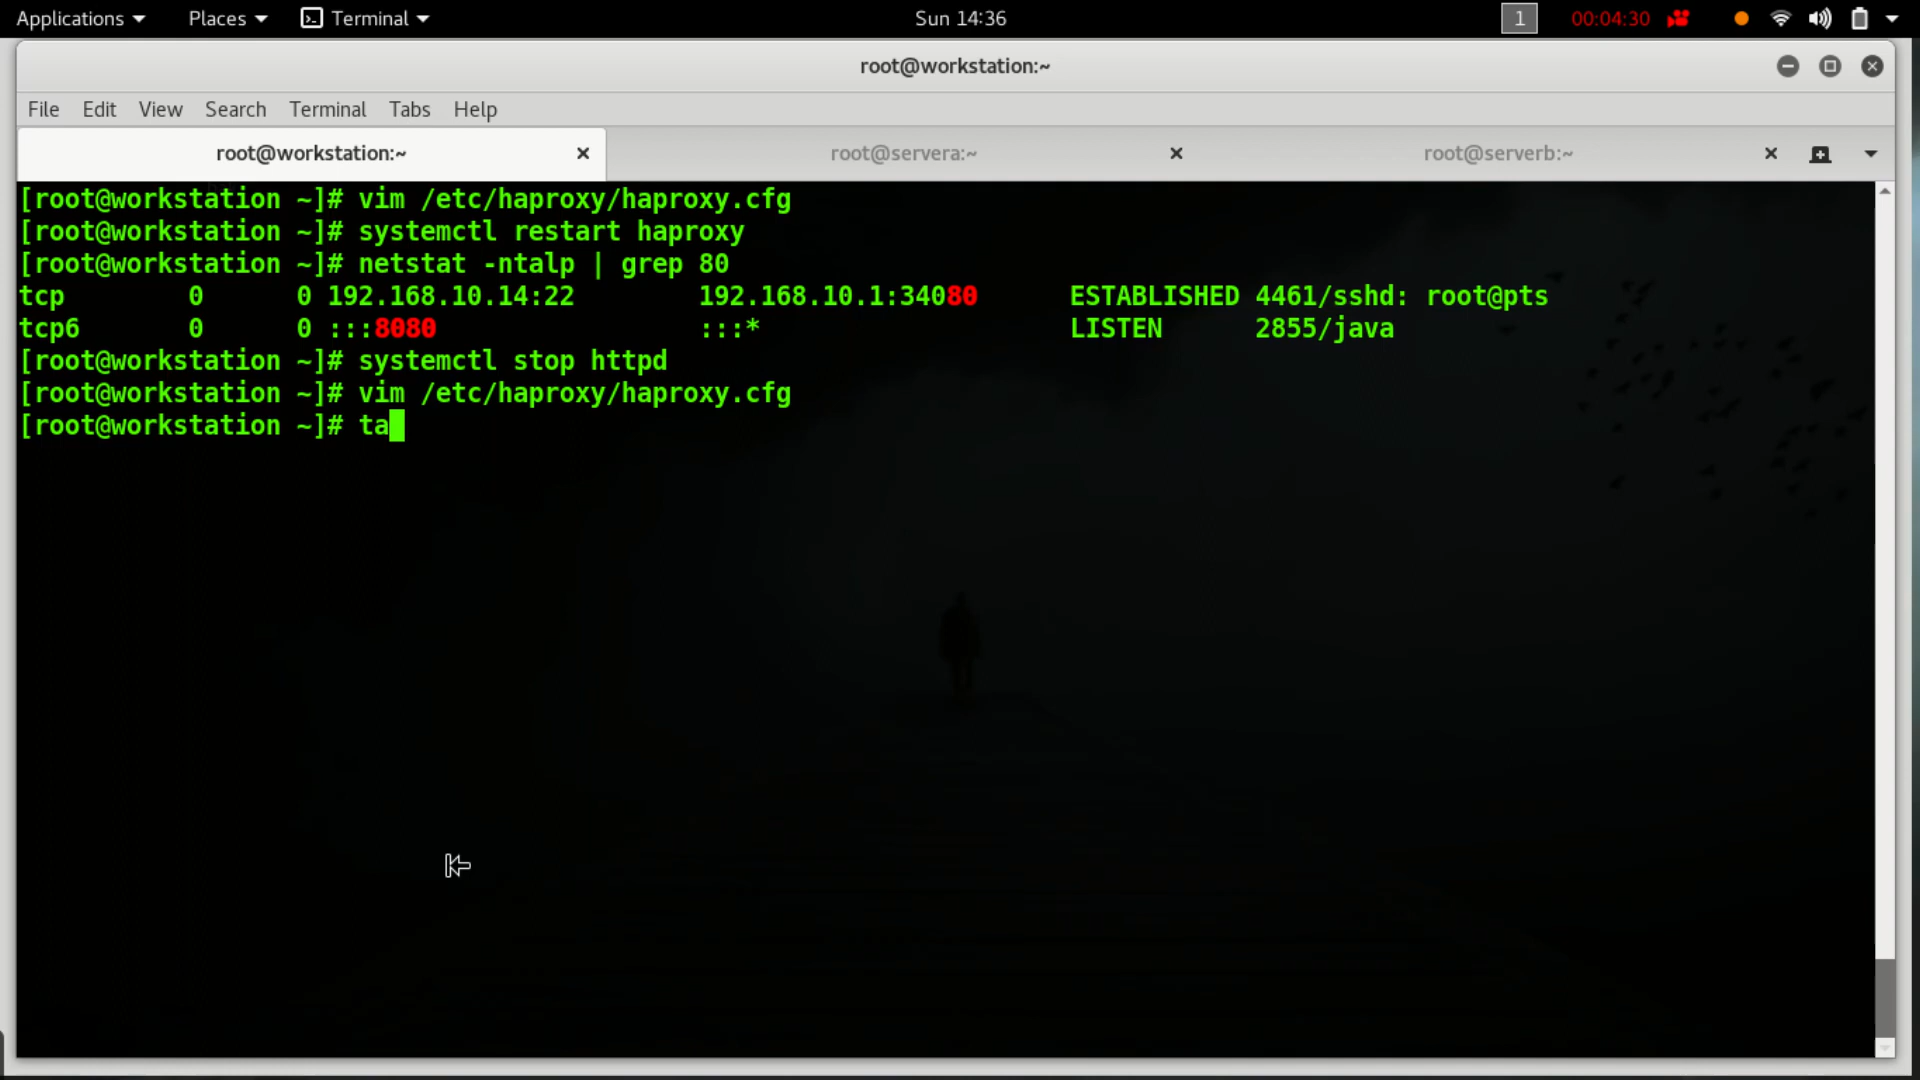 Applications Places Terminal Sun 14:36 1 00:04:30
root@workstation:~
File Edit View Search Terminal Tabs Help
root@workstation:~ root@servera:~ root@serverb:~
[root@workstation ~]# vim /etc/haproxy/haproxy.cfg
[root@workstation ~]# systemctl restart haproxy
[root@workstation ~]# netstat -ntalp | grep 80
tcp 0 0 192.168.10.14:22 192.168.10.1:34080 ESTABLISHED 4461/sshd: root@pts
tcp6 0 0 :::8080 :::* LISTEN 2855/java
[root@workstation ~]# systemctl stop httpd
[root@workstation ~]# vim /etc/haproxy/haproxy.cfg
[root@workstation ~]# ta